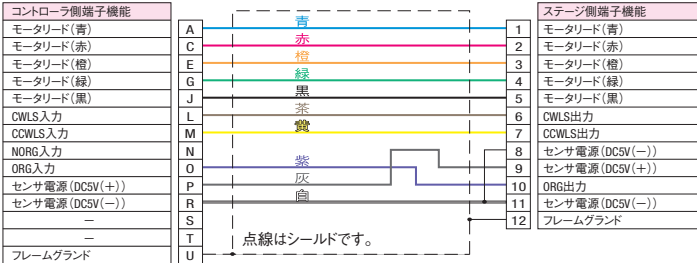 コントローラ側端子機能
モータリード(青)
モータリード(赤)
モータリード(橙)
モータリード(緑)
モータリード(黒)
CWLS入力
CCWLS入力
NORG入力
ORG入力
センサ電源(DC5V(+))
センサ電源(DC5V(-))
-
-
フレームグランド
A
C
E
G
J
L
M
N
O
P
R
S
T
U
青
赤
橙
緑
黒
茶
黄
紫
灰
白
点線はシールドです。
1
2
3
4
5
6
7
8
9
10
11
12
ステージ側端子機能
モータリード(青)
モータリード(赤)
モータリード(橙)
モータリード(緑)
モータリード(黒)
CWLS出力
CCWLS出力
センサ電源(DC5V(-))
センサ電源(DC5V(+))
ORG出力
センサ電源(DC5V(-))
フレームグランド